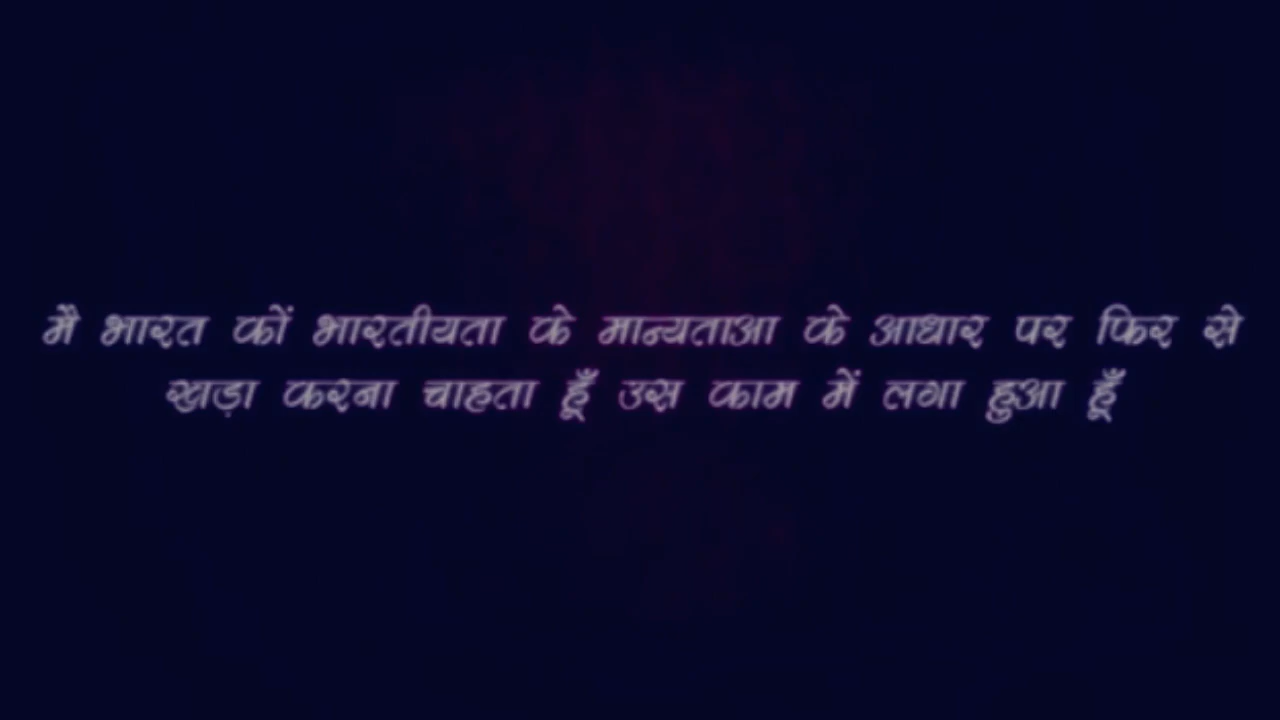 मै भारत कों भारतीयता के मान्यताआ के आधार पर फिर से
खड़ा करना चाहता हूँ उस काम में लगा हुआ हूँ